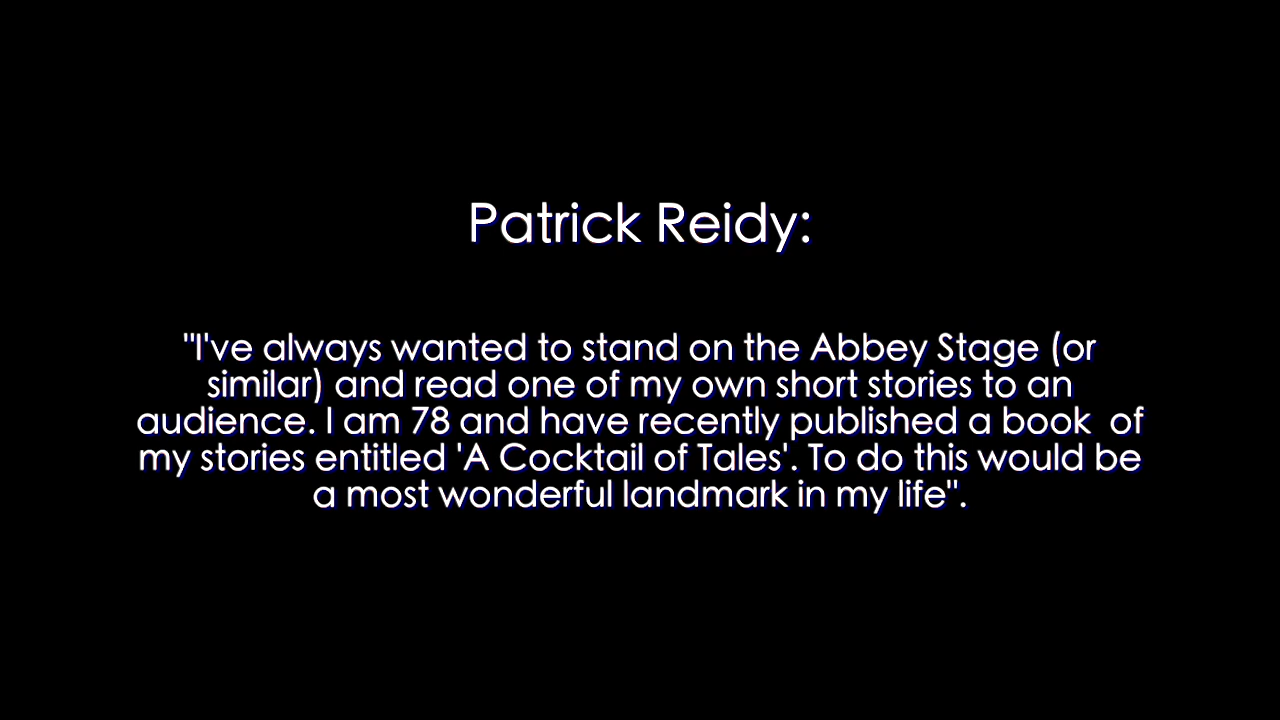 Patrick Reidy:
"I've always wanted to stand on the Abbey Stage (or
similar) and read one of my own short stories to an
audience. I am 78 and have recently published a book  of
my stories entitled 'A Cocktail of Tales'. To do this would be
a most wonderful landmark in my life".